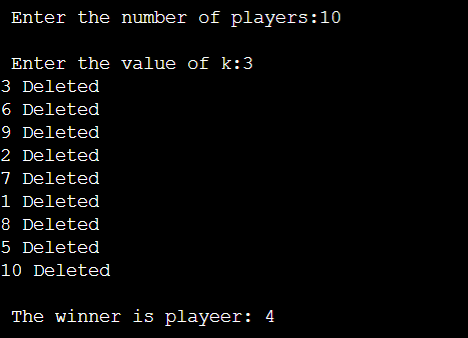 Enter the number of players:10
Enter the value of k:3
3 Deleted
6 Deleted
9 Deleted
2 Deleted
7 Deleted
1 Deleted
8 Deleted
5 Deleted
10 Deleted
The winner is playeer: 4